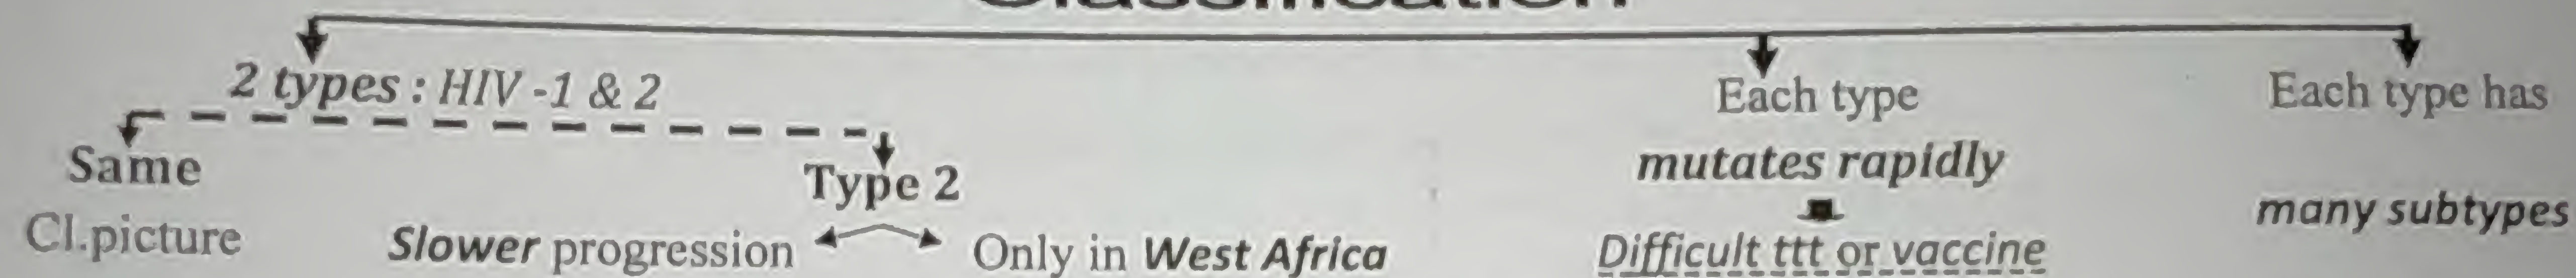 Classification
2 types : HIV -1 & 2
Each type
Each type has
Same
Type 2
mutates rapidly
many subtypes
Cl.picture
Slower progression
Only in West Africa
Difficult ttt or vaccine